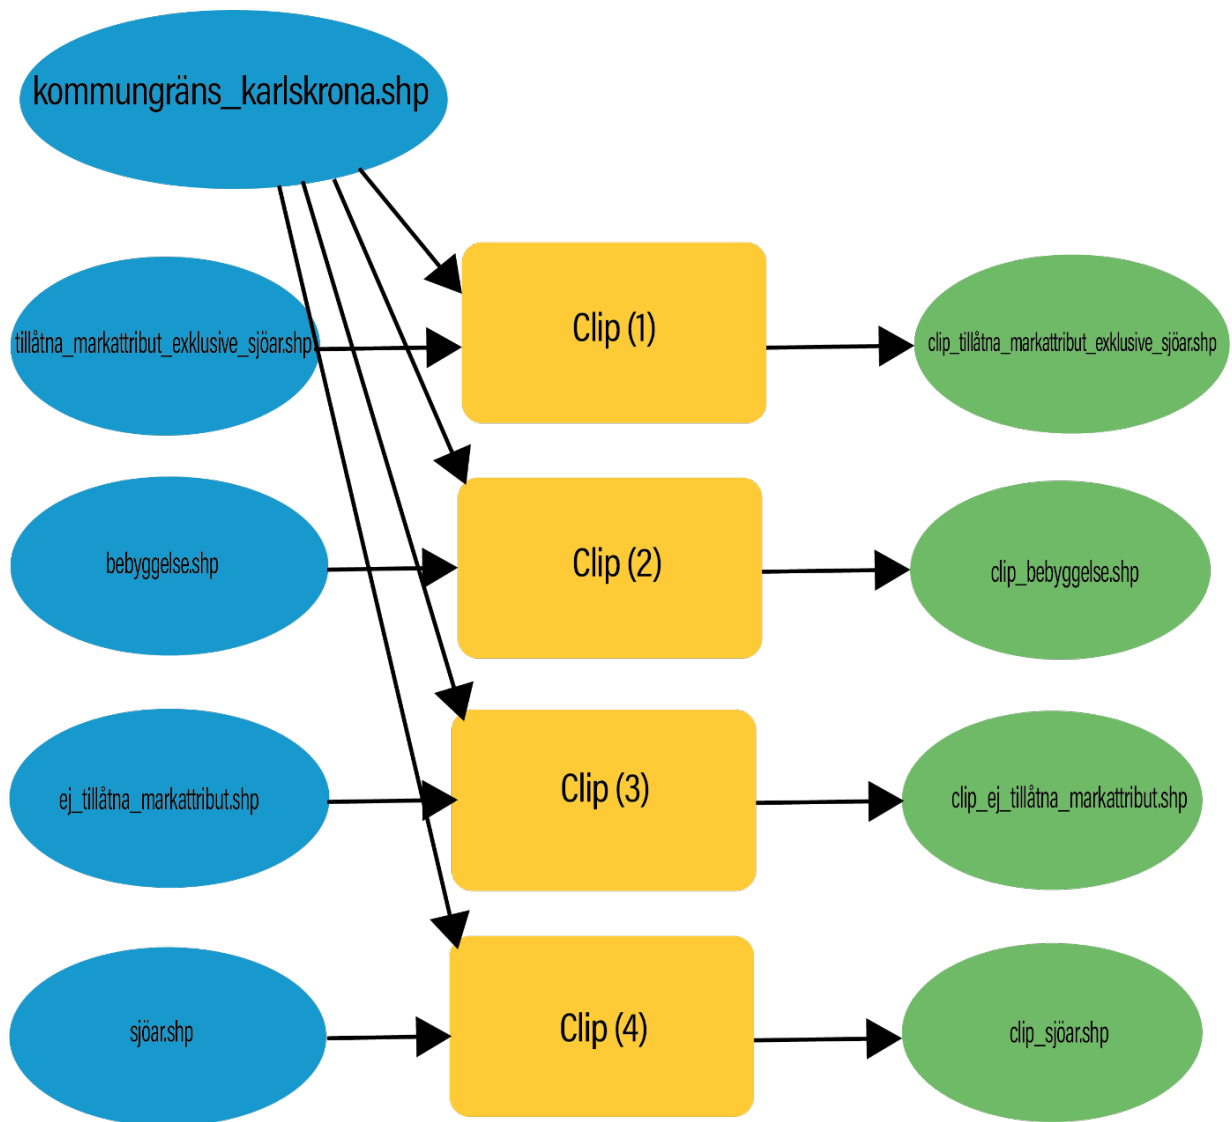 kommungräns_karlskrona.shp
tillåtna_markattribut_exklusive_sjöar.shp
Clip (1)
clip_tillåtna_markattribut_exklusive_sjöar.shp
bebyggelse.shp
Clip (2)
clip_bebyggelse.shp
ej_tillåtna_markattribut.shp
Clip (3)
clip_ej_tillåtna_markattribut.shp
sjöar.shp
Clip (4)
clip_sjöar.shp